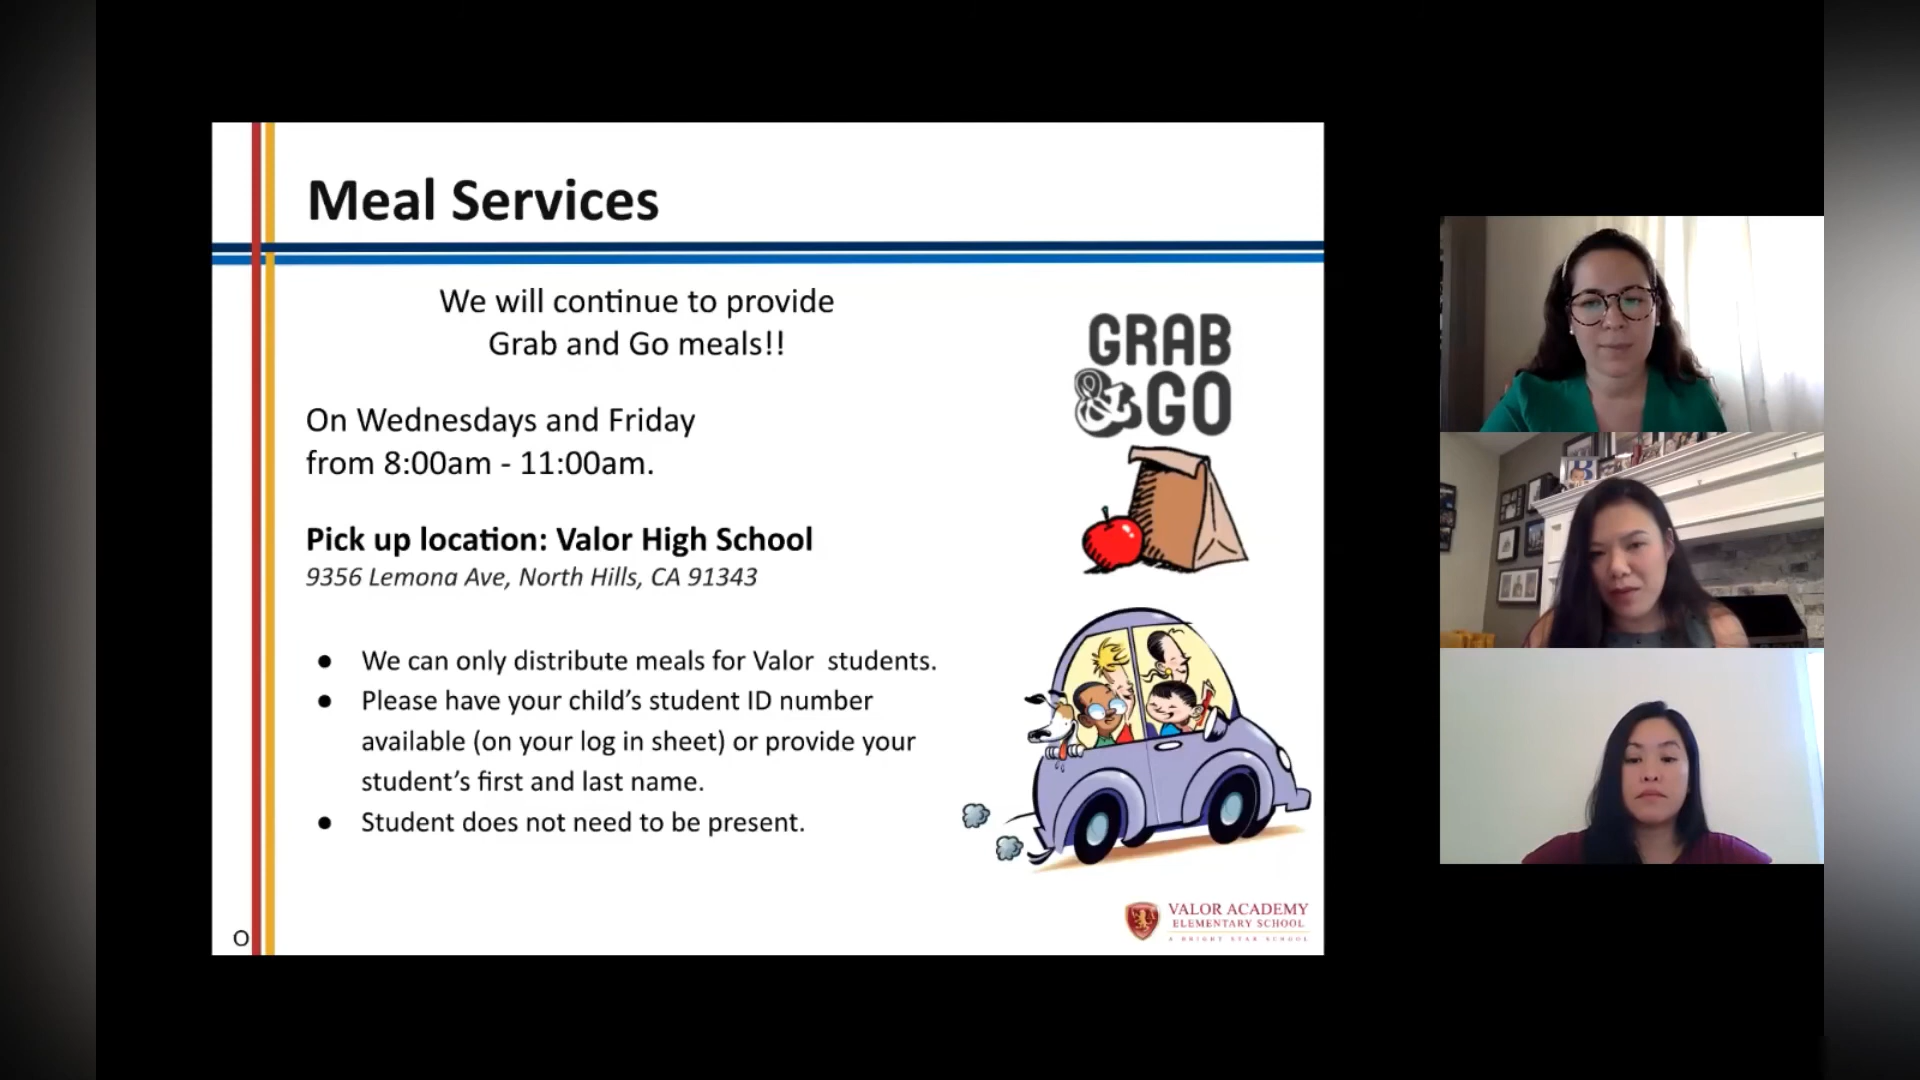 Meal Services
We will continue to provide
Grab and Go meals!!
On Wednesdays and Friday
from 8:00am - 11:00am.
Pick up location: Valor High School
9356 Lemona Ave, North Hills, CA 91343
● We can only distribute meals for Valor  students.
● Please have your child’s student ID number
available (on your log in sheet) or provide your
student’s first and last name.
● Student does not need to be present.
GRAB
& GO
VALOR ACADEMY
ELEMENTARY SCHOOL
A BRIGHT STAR SCHOOL
O